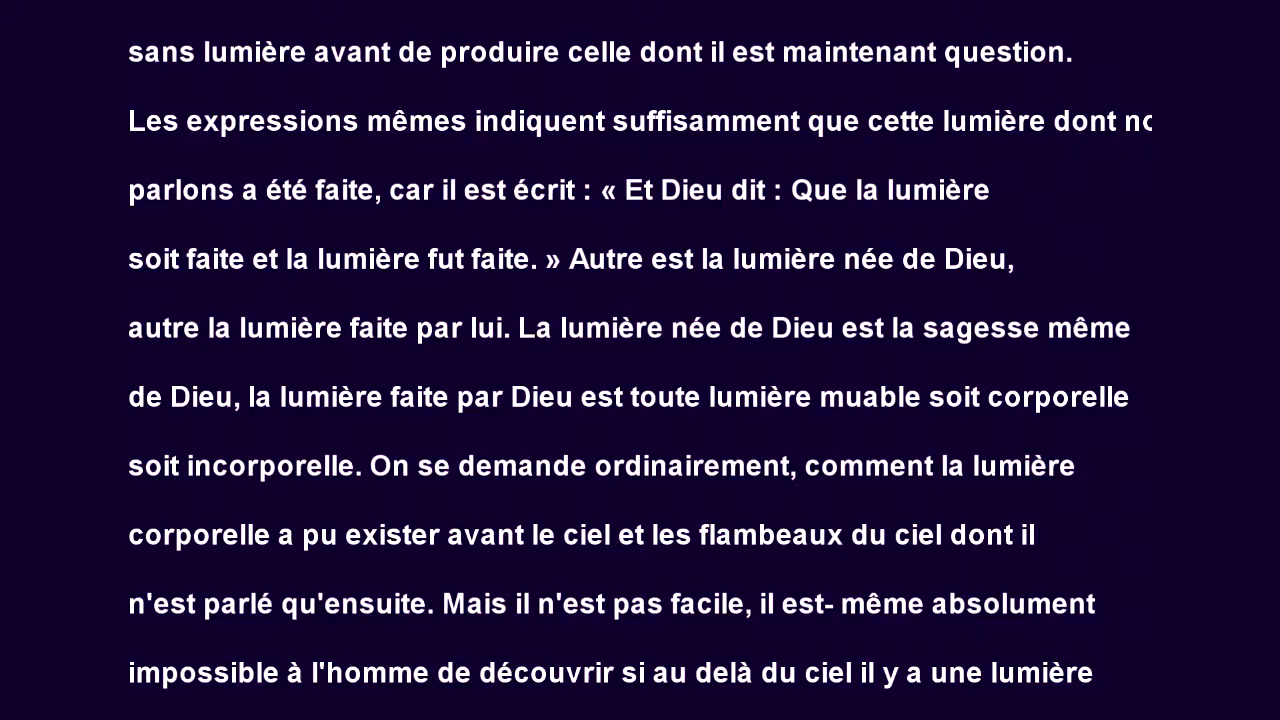 sans lumière avant de produire celle dont il est maintenant question.
Les expressions mêmes indiquent suffisamment que cette lumière dont
parlons a été faite, car il est écrit : « Et Dieu dit : Que la lumière
soit faite et la lumière fut faite. » Autre est la lumière née de Dieu,
autre la lumière faite par lui. La lumière née de Dieu est la sagesse même
de Dieu, la lumière faite par Dieu est toute lumière muable soit corporelle
soit incorporelle. On se demande ordinairement, comment la lumière
corporelle a pu exister avant le ciel et les flambeaux du ciel dont il
n'est parlé qu'ensuite. Mais il n'est pas facile, il est- même absolument
impossible à l'homme de découvrir si au delà du ciel il y a une lumière